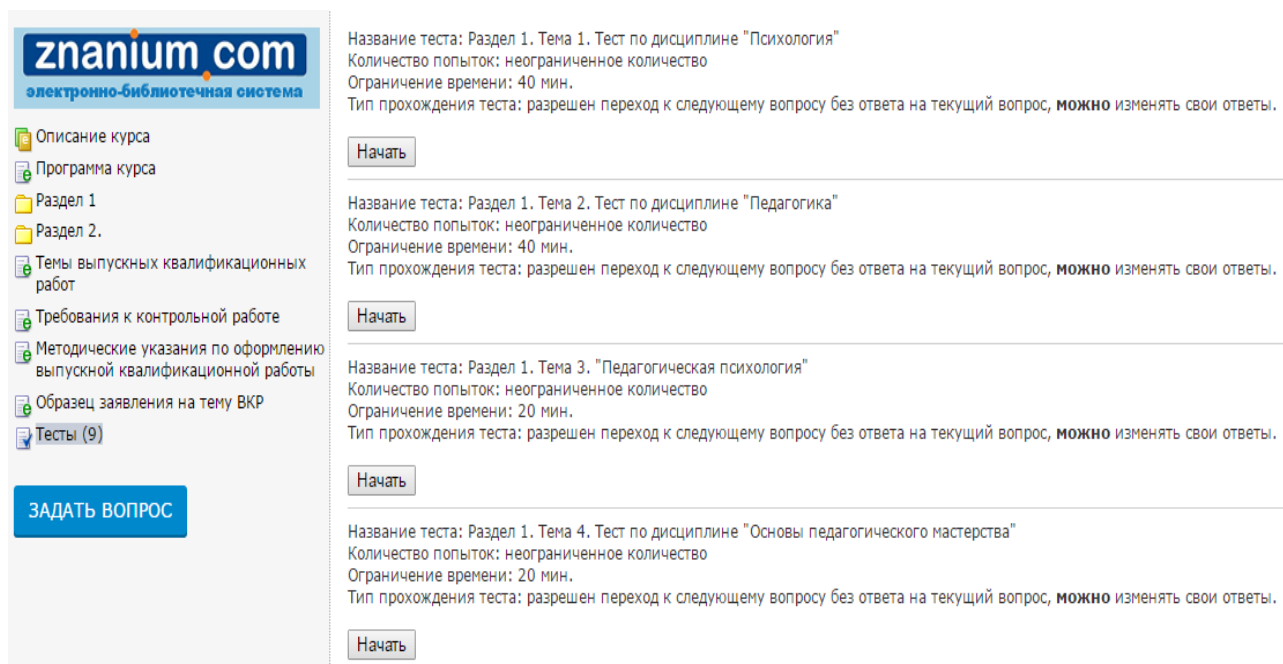 znanium.com
электронно-библиотечная система
Описание курса
Программа курса
Раздел 1
Раздел 2.
Темы выпускных квалификационных
работ
Требования к контрольной работе
Методические указания по оформлению
выпускной квалификационной работы
Образец заявления на тему ВКР
Тесты (9)
ЗАДАТЬ ВОПРОС
Название теста: Раздел 1. Тема 1. Тест по дисциплине "Психология"
Количество попыток: неограниченное количество
Ограничение времени: 40 мин.
Тип прохождения теста: разрешен переход к следующему вопросу без ответа на текущий вопрос, можно изменять свои ответы.
Начать
Название теста: Раздел 1. Тема 2. Тест по дисциплине "Педагогика"
Количество попыток: неограниченное количество
Ограничение времени: 40 мин.
Тип прохождения теста: разрешен переход к следующему вопросу без ответа на текущий вопрос, можно изменять свои ответы.
Начать
Название теста: Раздел 1. Тема 3. "Педагогическая психология"
Количество попыток: неограниченное количество
Ограничение времени: 20 мин.
Тип прохождения теста: разрешен переход к следующему вопросу без ответа на текущий вопрос, можно изменять свои ответы.
Начать
Название теста: Раздел 1. Тема 4. Тест по дисциплине "Основы педагогического мастерства"
Количество попыток: неограниченное количество
Ограничение времени: 20 мин.
Тип прохождения теста: разрешен переход к следующему вопросу без ответа на текущий вопрос, можно изменять свои ответы.
Начать